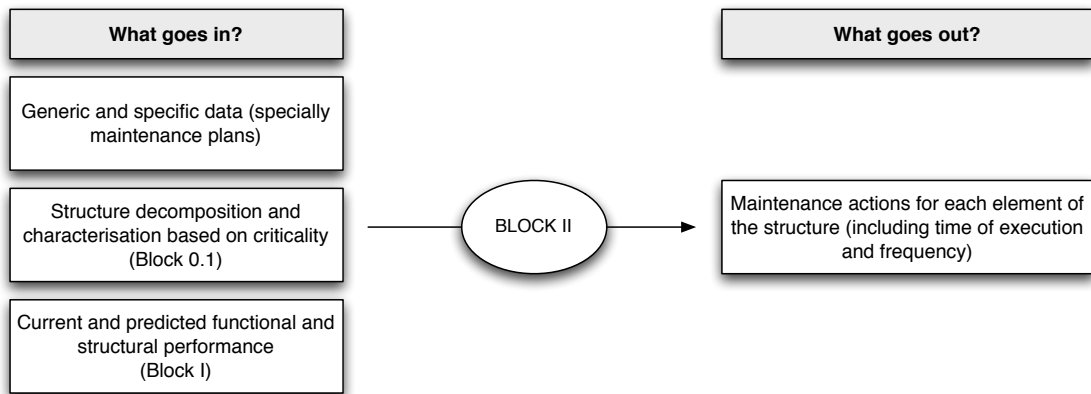 What goes in?
What goes out?
Generic and specific data (specially
maintenance plans)
Structure decomposition and
characterisation based on criticality
(Block 0.1)
Current and predicted functional and
structural performance
(Block I)
BLOCK II
Maintenance actions for each element of
the structure (including time of execution
and frequency)